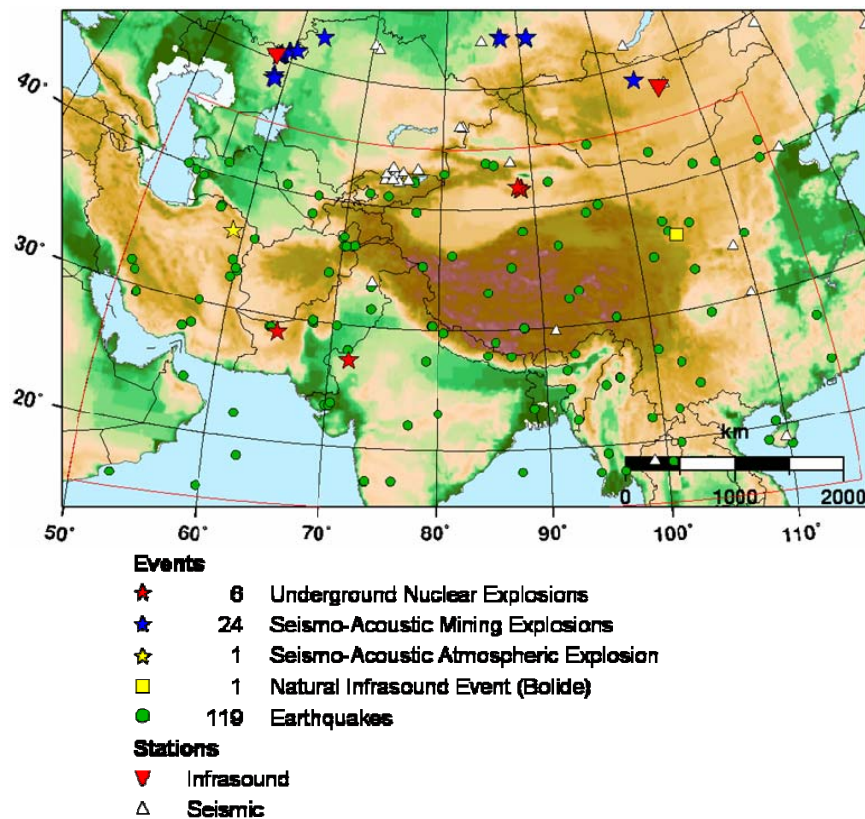 40°
30°
20°
km
0 1000 2000
50° 60° 70° 80° 90° 100° 110°
Events
6 Underground Nuclear Explosions
24 Seismo-Acoustic Mining Explosions
1 Seismo-Acoustic Atmospheric Explosion
1 Natural Infrasound Event (Bolide)
119 Earthquakes
Stations
Infrasound
Seismic